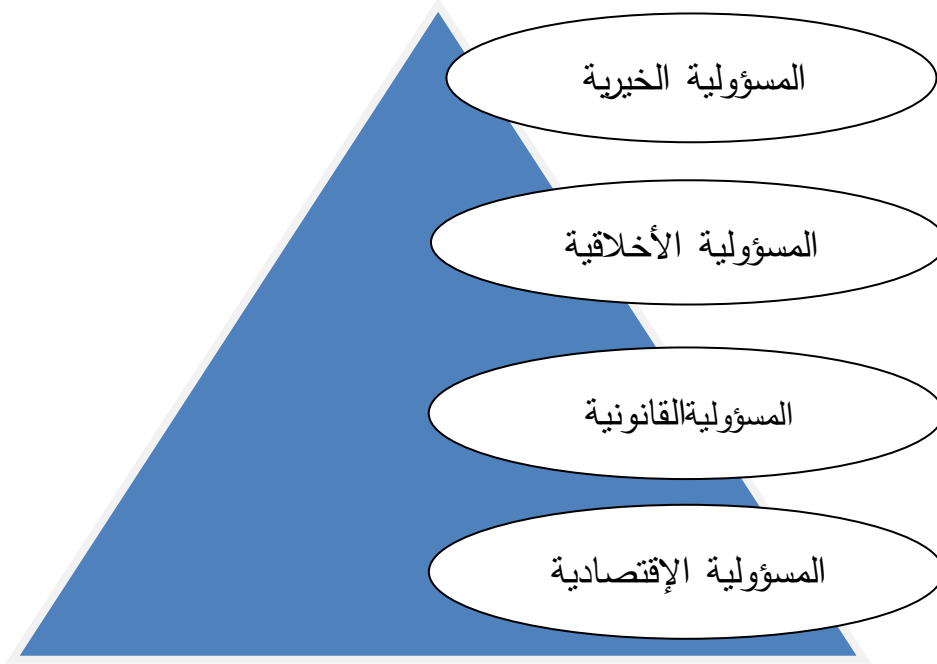 المسؤولية الخيرية
المسؤولية الأخلاقية
المسؤوليةالقانونية
المسؤولية الإقتصادية